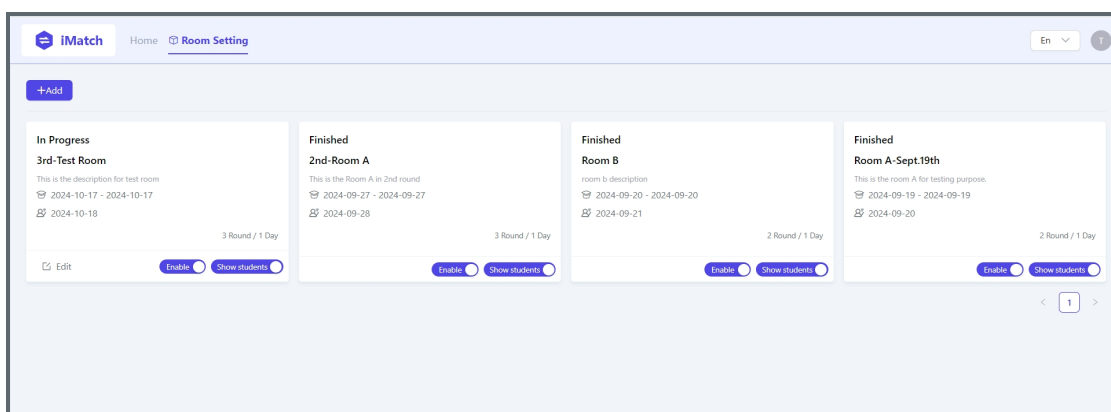 iMatch Home Room Setting En T
+Add
In Progress
3rd-Test Room
This is the description for test room
2024-10-17 - 2024-10-17
2024-10-18
3 Round / 1 Day
Edit Enable Show students
Finished
2nd-Room A
This is the Room A in 2nd round
2024-09-27 - 2024-09-27
2024-09-28
3 Round / 1 Day
Enable Show students
Finished
Room B
room b description
2024-09-20 - 2024-09-20
2024-09-21
2 Round / 1 Day
Enable Show students
Finished
Room A-Sept.19th
This is the room A for testing purpose.
2024-09-19 - 2024-09-19
2024-09-20
2 Round / 1 Day
Enable Show students
< 1 >